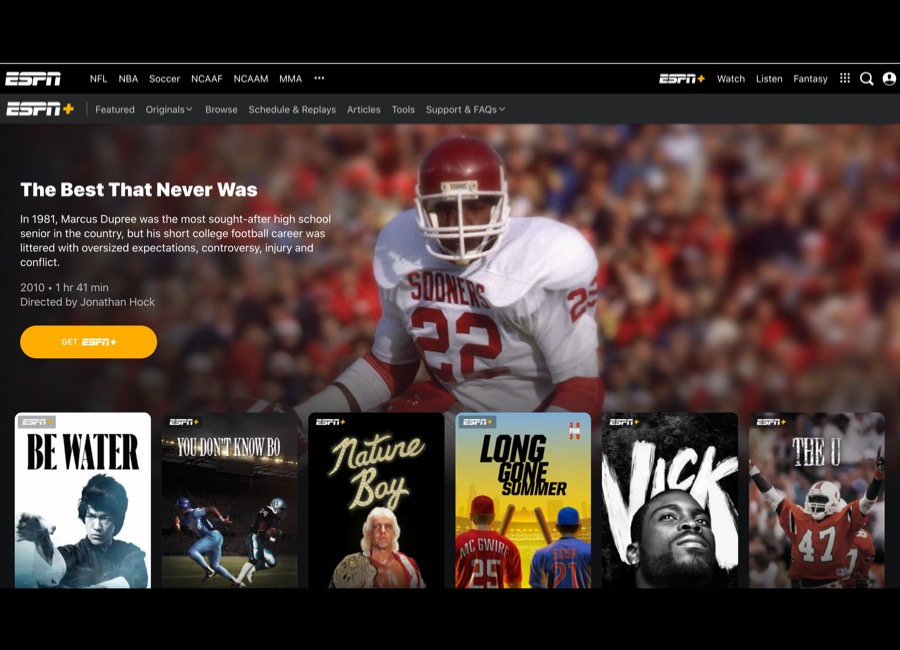 ESPN NFL NBA Soccer NCAAF NCAAM MMA ••• ESPN+ Watch Listen Fantasy
ESPN+ Featured Originals Browse Schedule & Replays Articles Tools Support & FAQs
The Best That Never Was
In 1981, Marcus Dupree was the most sought-after high school
senior in the country, but his short college football career was
littered with oversized expectations, controversy, injury and
conflict.
2010 • 1 hr 41 min
Directed by Jonathan Hock
GET ESPN+
SOONERS
22
22
ESPN+
BE WATER
ESPN+
YOU DON'T KNOW BO
ESPN+
Nature
Boy
ESPN+
30
FOR
30
LONG
GONE
SUMMER
MC GWIRE
25
SOSA
21
ESPN+
VICK
ESPN+
THE U
47